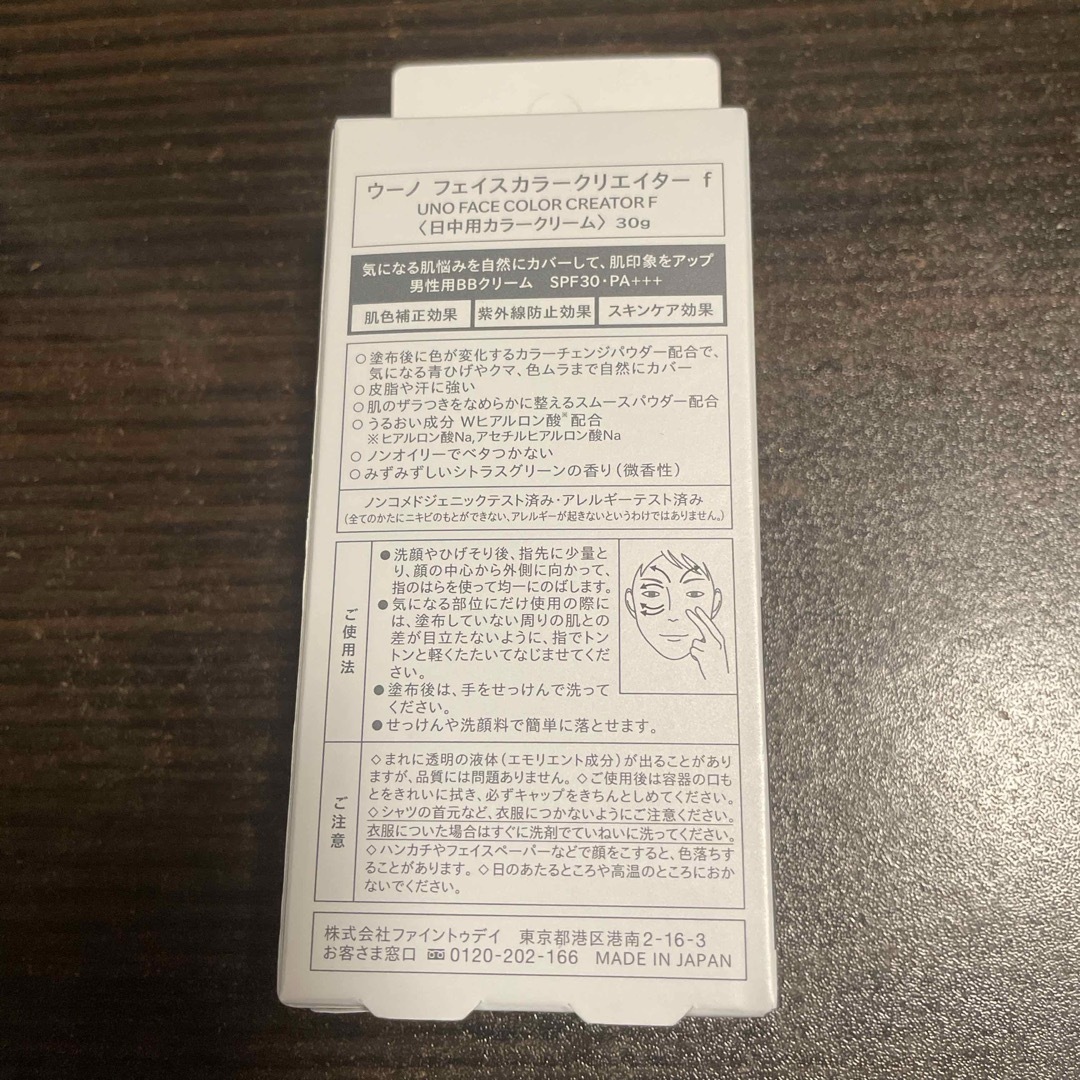 ウーノ フェイスカラークリエイター f
UNO FACE COLOR CREATOR F
〈日中用カラークリーム〉 30g
気になる肌悩みを自然にカバーして、肌印象をアップ
男性用BBクリーム SPF30・PA+++
肌色補正効果 紫外線防止効果 スキンケア効果
○ 塗布後に色が変化するカラーチェンジパウダー配合で、
気になる青ひげやクマ、色ムラまで自然にカバー
○ 皮脂や汗に強い
○ 肌のザラつきをなめらかに整えるスムースパウダー配合
○ うるおい成分 Wヒアルロン酸※配合
※ヒアルロン酸Na,アセチルヒアルロン酸Na
○ ノンオイリーでベタつかない
○ みずみずしいシトラスグリーンの香り(微香性)
ノンコメドジェニックテスト済み・アレルギーテスト済み
(全てのかたにニキビのもとができない、アレルギーが起きないというわけではありません。)
ご使用法
● 洗顔やひげそり後、指先に少量と
り、顔の中心から外側に向かって、
指のはらを使って均一にのばします。
● 気になる部位にだけ使用の際に
は、塗布していない周りの肌との
差が目立たないように、指でトン
トンと軽くたたいてなじませてくだ
さい。
● 塗布後は、手をせっけんで洗って
ください。
● せっけんや洗顔料で簡単に落とせます。
ご注意
◇まれに透明の液体(エモリエント成分)が出ることがあり
ますが、品質には問題ありません。◇ご使用後は容器の口も
とをきれいに拭き、必ずキャップをきちんとしめてください。
◇シャツの首元など、衣服につかないようにご注意ください。
衣服についた場合はすぐに洗剤でていねいに洗ってください。
◇ハンカチやフェイスペーパーなどで顔をこすると、色落ちす
ることがあります。◇日のあたるところや高温のところにおか
ないでください。
株式会社ファイントゥデイ 東京都港区港南2-16-3
お客さま窓口 0120-202-166 MADE IN JAPAN